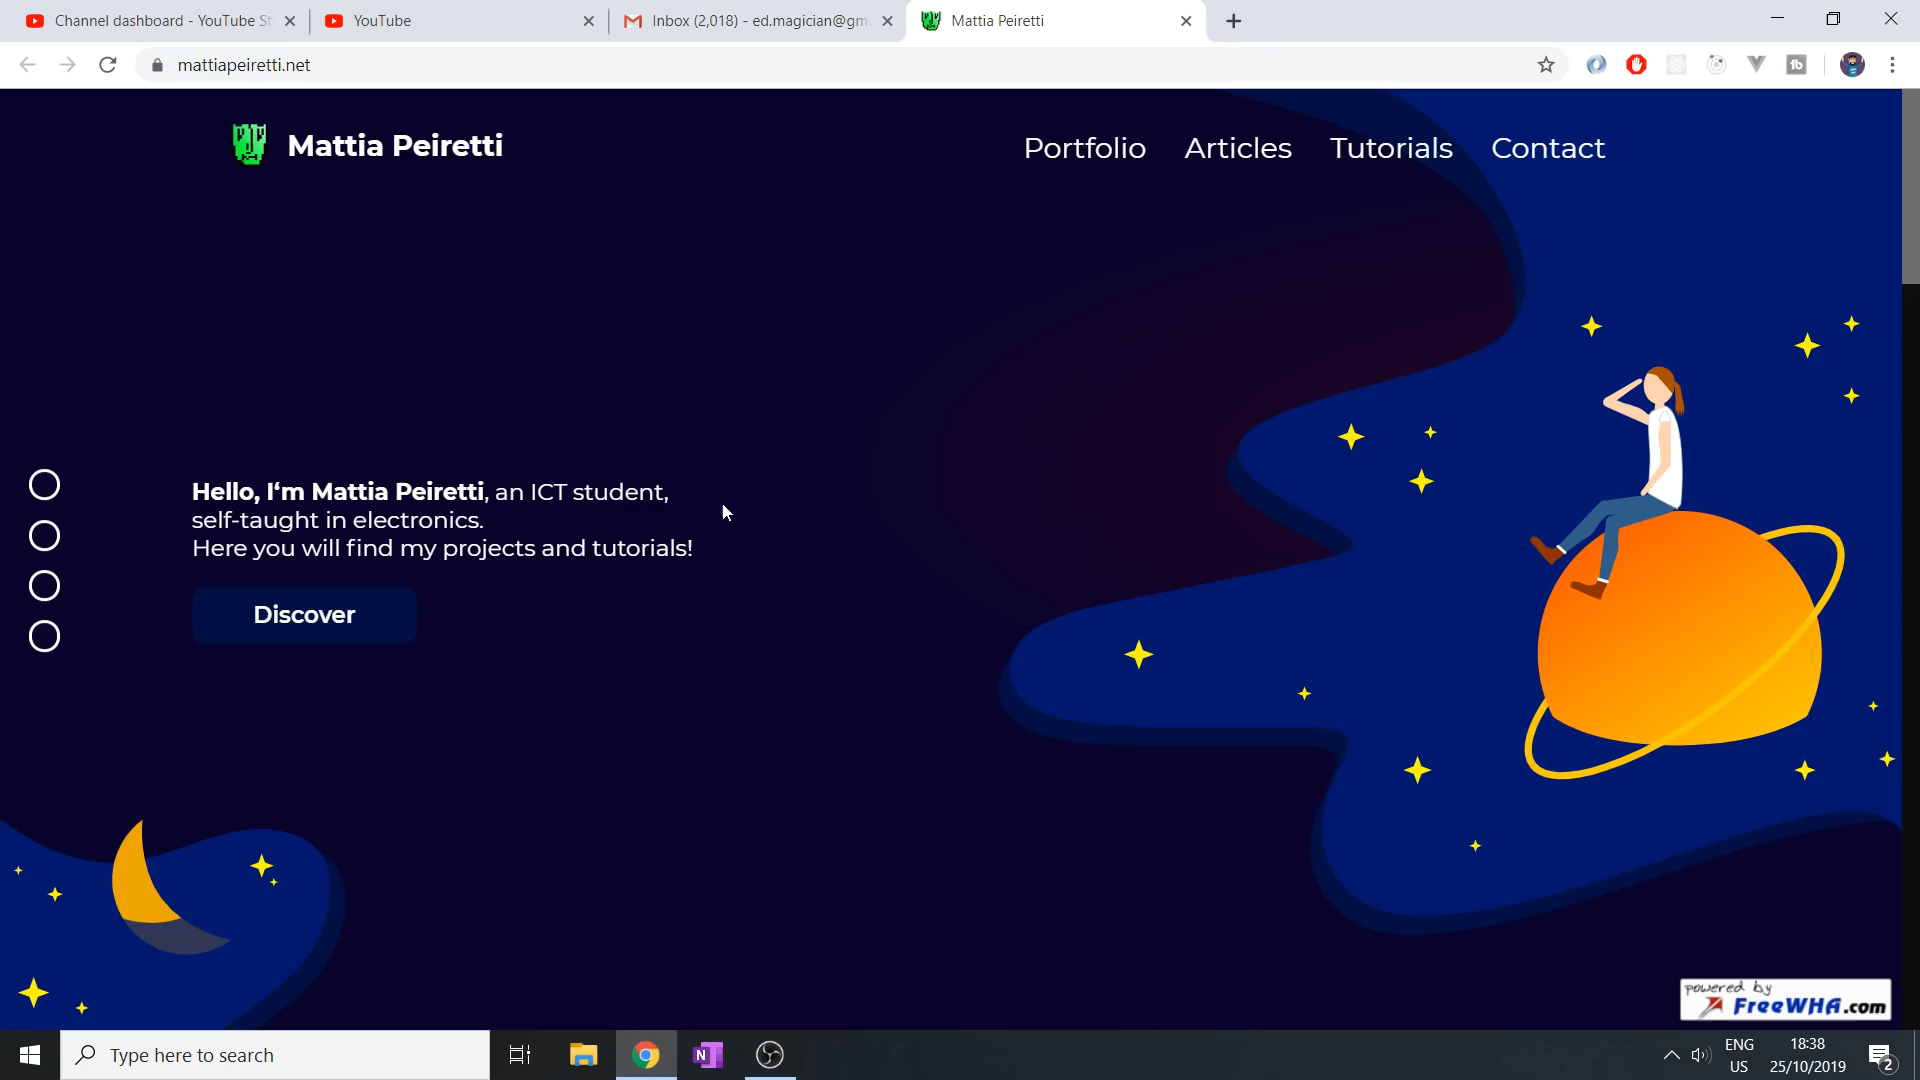 Channel dashboard - YouTube St
YouTube
Inbox (2,018) - ed.magician@gm
Mattia Peiretti
mattiapeiretti.net
Mattia Peiretti
Portfolio
Articles
Tutorials
Contact
Hello, I‘m Mattia Peiretti, an ICT student,
self-taught in electronics.
Here you will find my projects and tutorials!
Discover
powered by
FreeWHA.com
Type here to search
N
ENG
US
18:38
25/10/2019
2